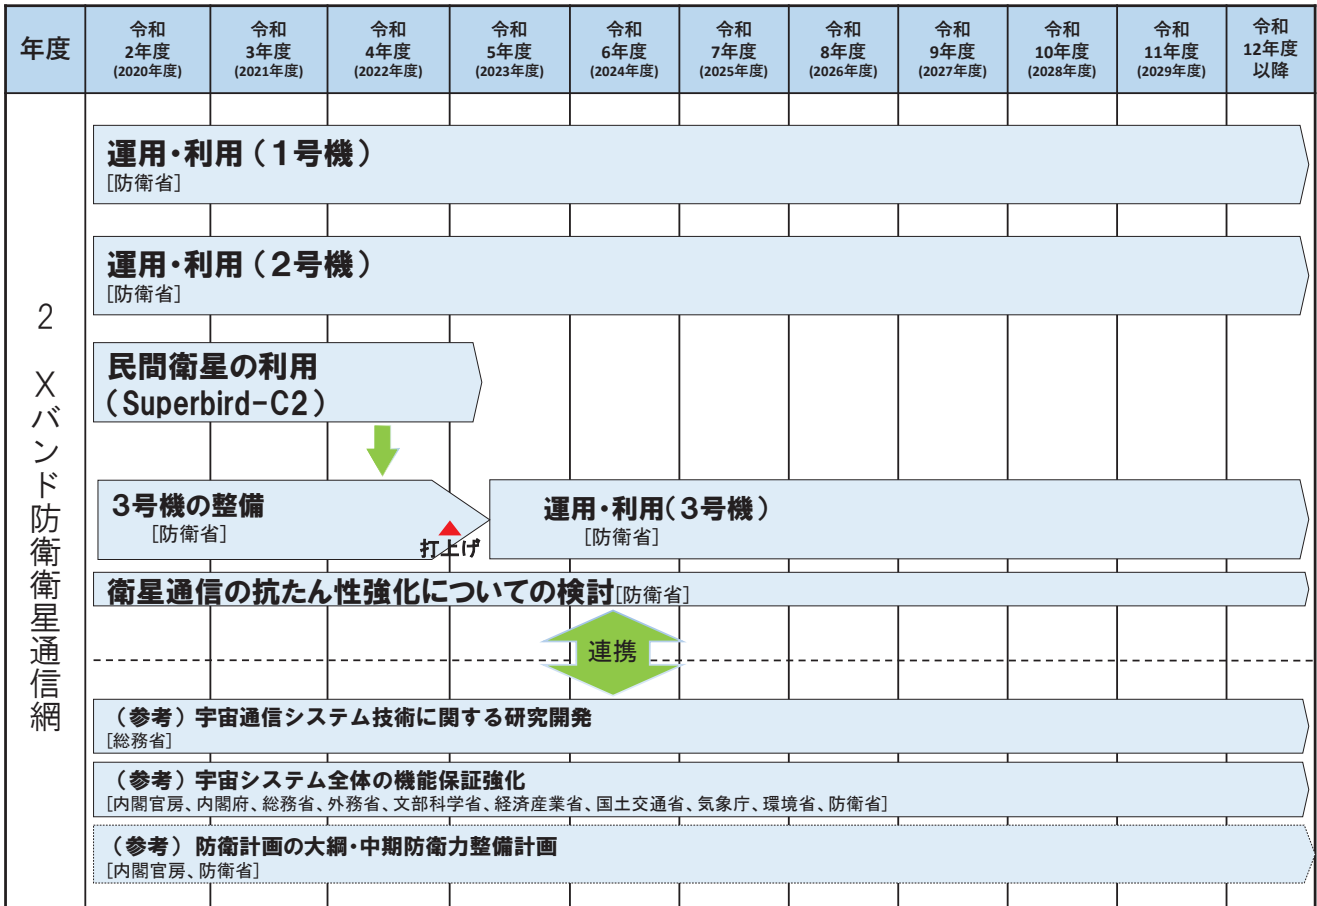 年度
令和
2年度
(2020年度)
令和
3年度
(2021年度)
令和
4年度
(2022年度)
令和
5年度
(2023年度)
令和
6年度
(2024年度)
令和
7年度
(2025年度)
令和
8年度
(2026年度)
令和
9年度
(2027年度)
令和
10年度
(2028年度)
令和
11年度
(2029年度)
令和
12年度
以降
2 Xバンド防衛衛星通信網
運用・利用（１号機）
[防衛省]
運用・利用（２号機）
[防衛省]
民間衛星の利用
（Superbird-C2）
3号機の整備
[防衛省]
打上げ
運用・利用(３号機）
[防衛省]
衛星通信の抗たん性強化についての検討[防衛省]
連携
（参考）宇宙通信システム技術に関する研究開発
[総務省]
（参考）宇宙システム全体の機能保証強化
[内閣官房、内閣府、総務省、外務省、文部科学省、経済産業省、国土交通省、気象庁、環境省、防衛省]
（参考）防衛計画の大綱・中期防衛力整備計画
[内閣官房、防衛省]